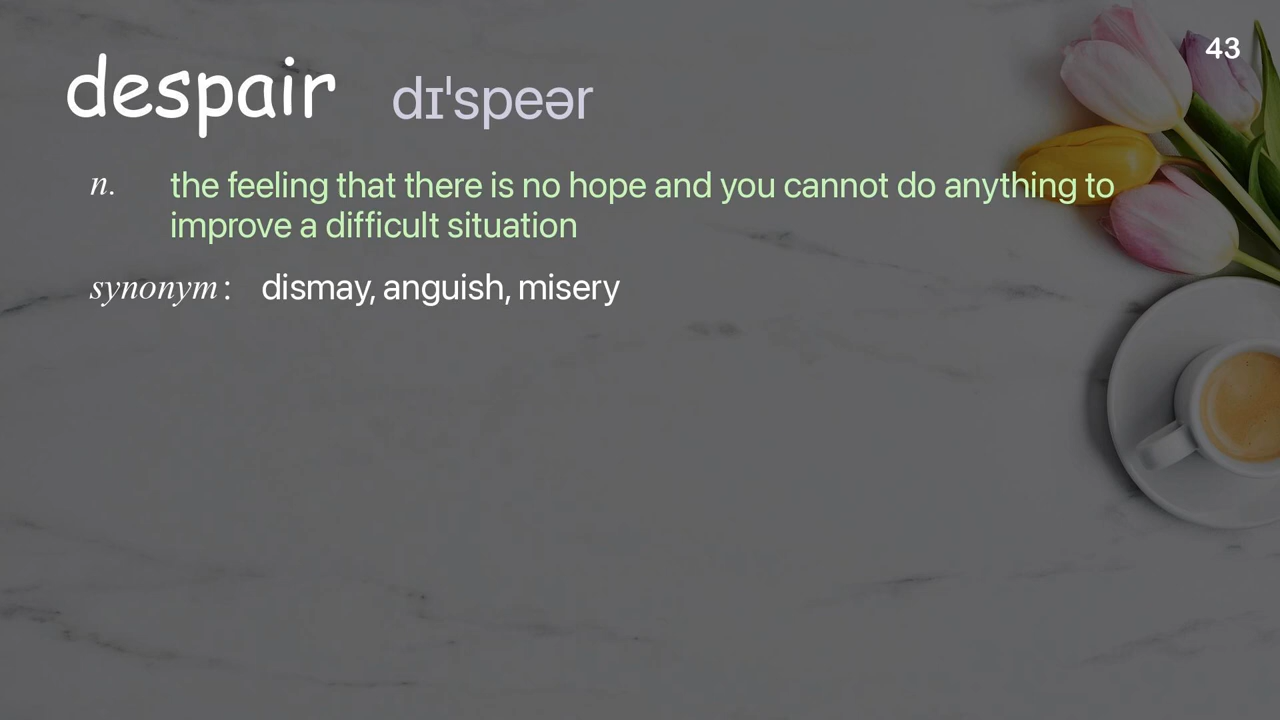 43
despair dɪˈspeər
n. the feeling that there is no hope and you cannot do anything to
improve a difficult situation
synonym: dismay, anguish, misery